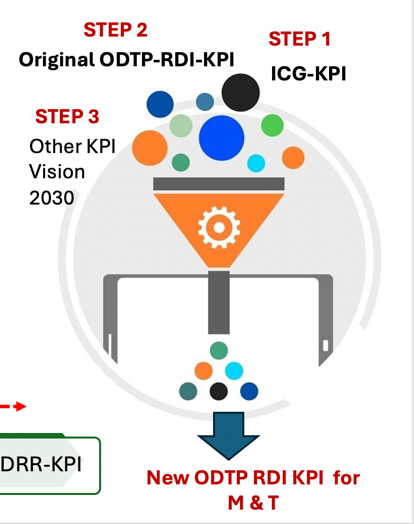 STEP 2
Original ODTP-RDI-KPI
STEP 1
ICG-KPI
STEP 3
Other KPI
Vision
2030
DRR-KPI
New ODTP RDI KPI for
M & T